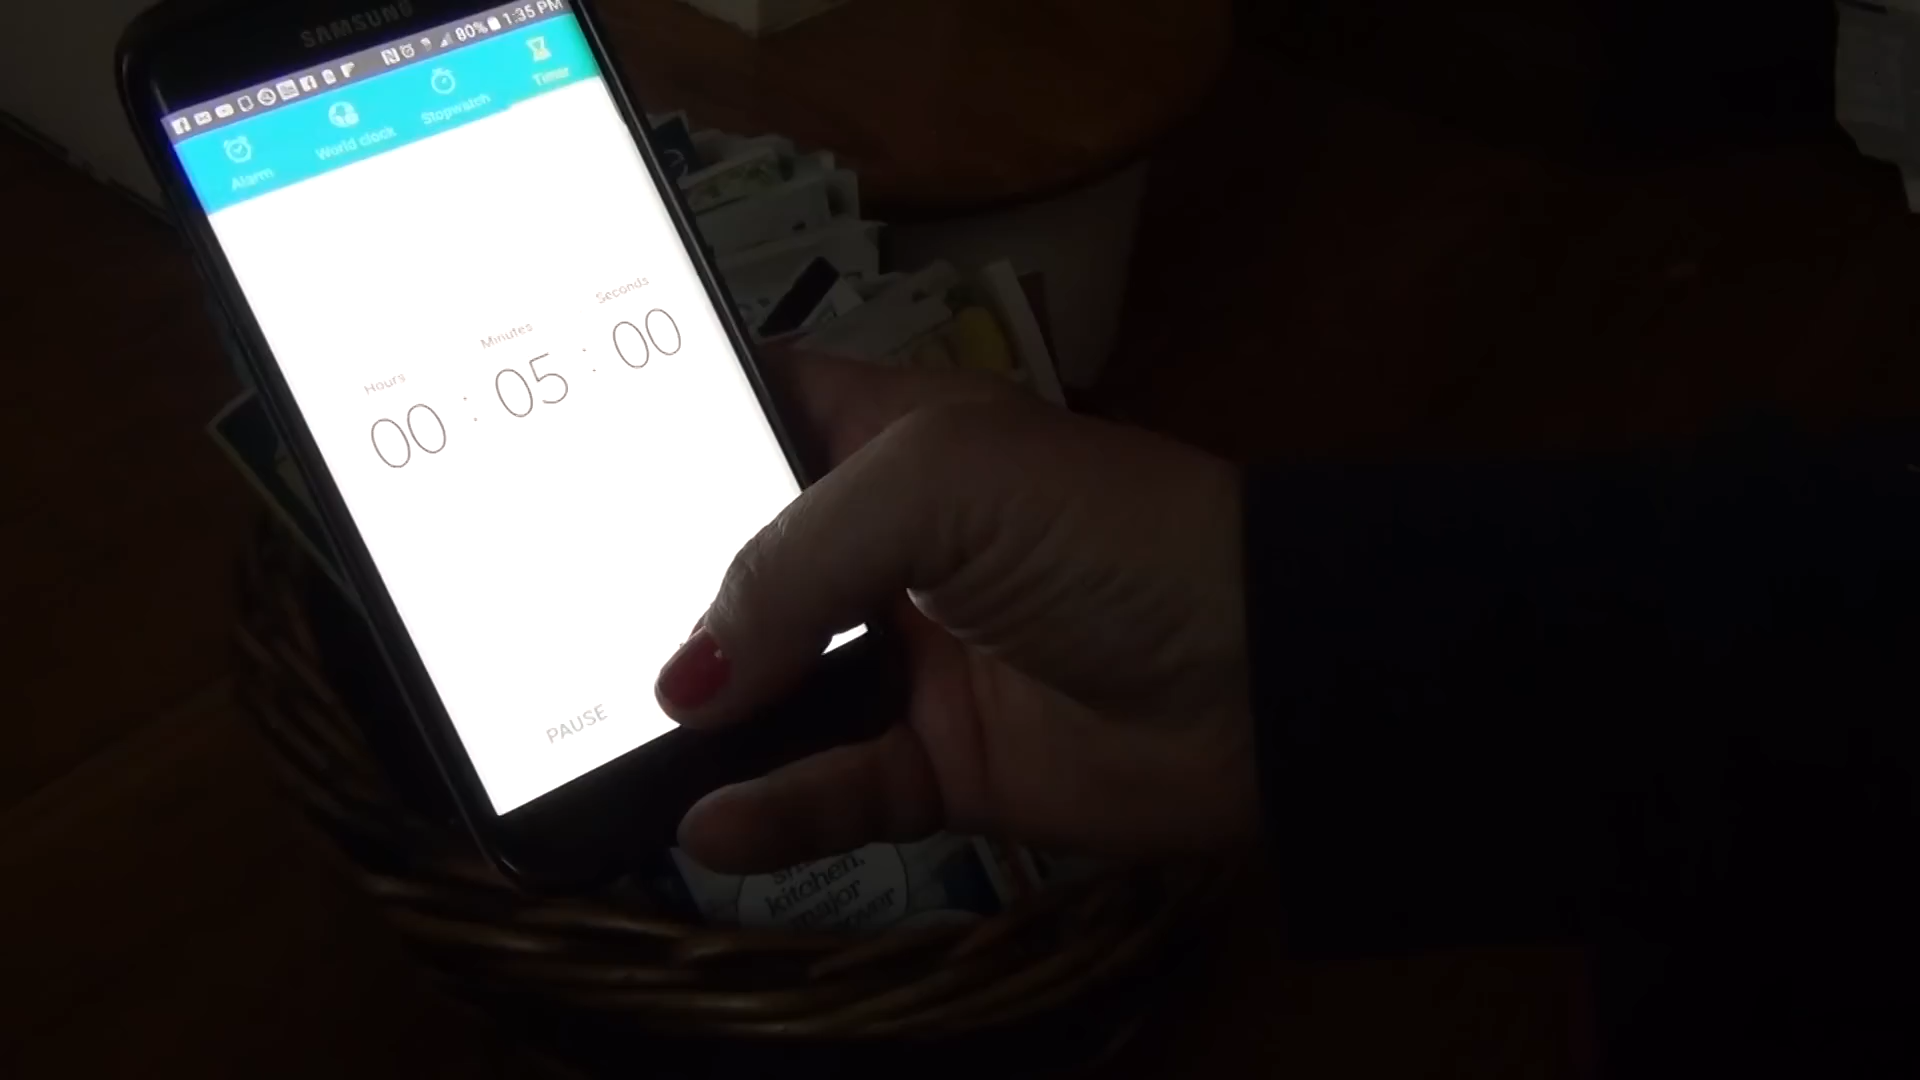 SAMSUNG
80% 1:35 PM
Alarm
World clock
Stopwatch
Timer
Hours
Minutes
Seconds
00 : 05 : 00
PAUSE
kitchen,
major